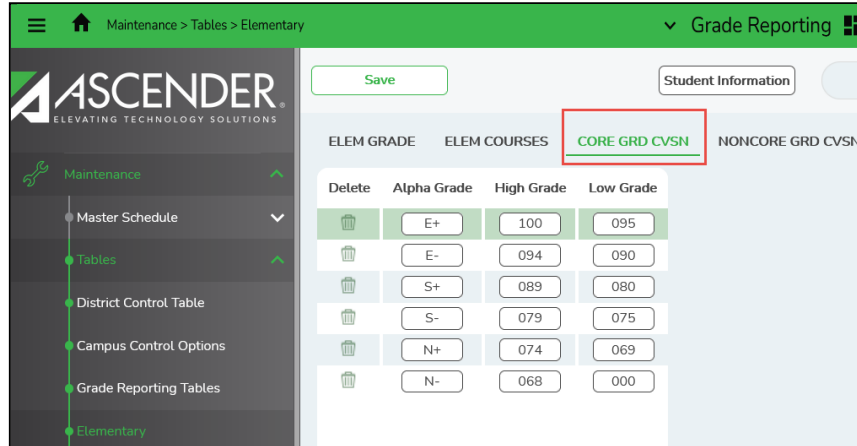 Maintenance > Tables > Elementary
Grade Reporting
ASCENDER®
ELEVATING TECHNOLOGY SOLUTIONS
Maintenance
Master Schedule
Tables
District Control Table
Campus Control Options
Grade Reporting Tables
Elementary
Save
Student Information
ELEM GRADE ELEM COURSES CORE GRD CVSN NONCORE GRD CVSN
Delete Alpha Grade High Grade Low Grade
E+ 100 095
E- 094 090
S+ 089 080
S- 079 075
N+ 074 069
N- 068 000